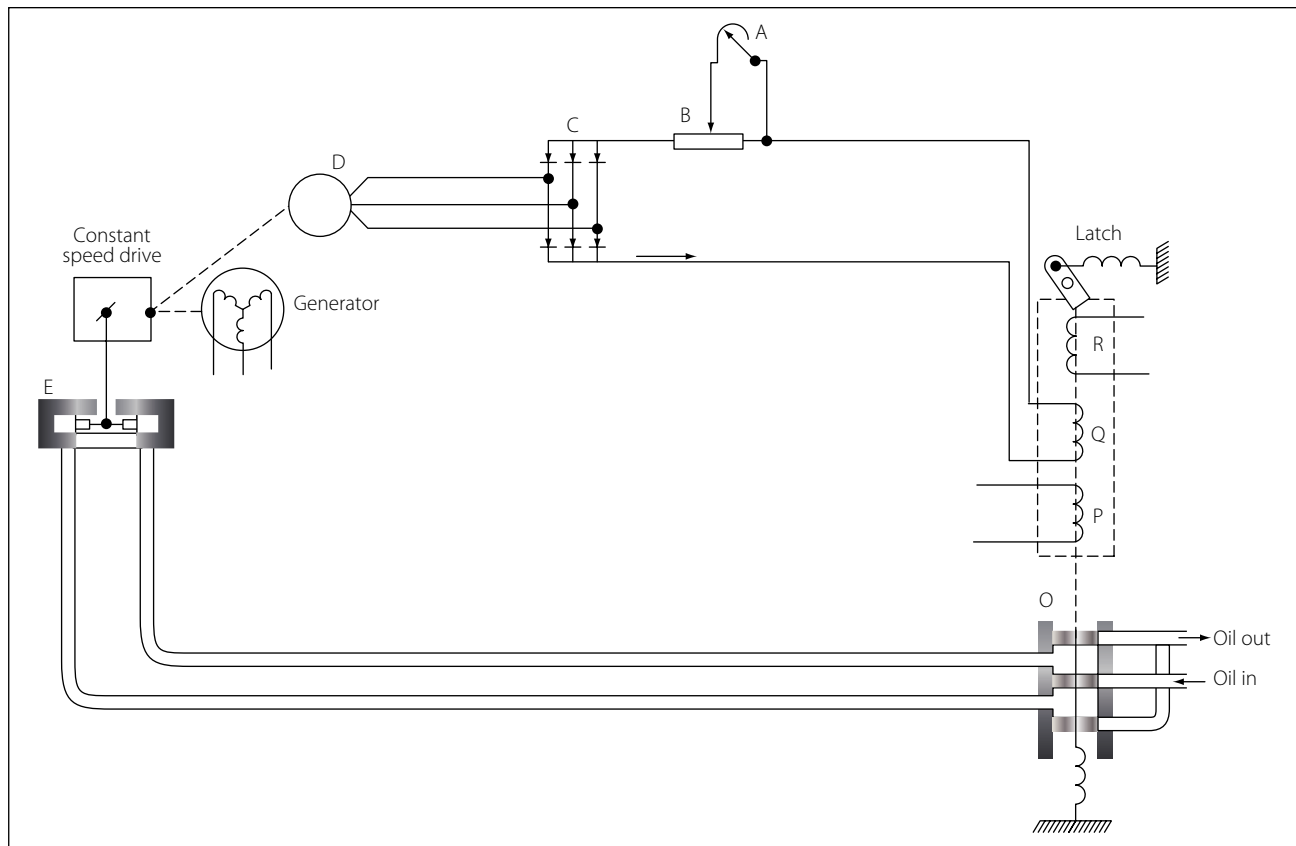 A
B
C
D
Constant
speed drive
Latch
Generator
R
E
Q
P
O
Oil out
Oil in